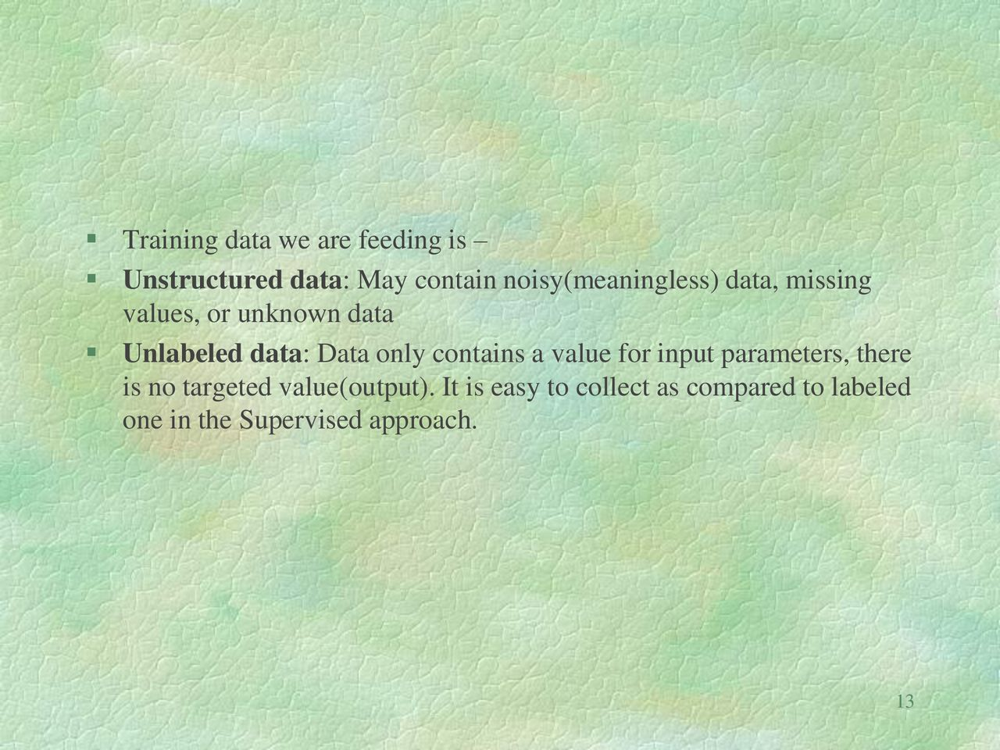 Training data we are feeding is –
Unstructured data: May contain noisy(meaningless) data, missing
values, or unknown data
Unlabeled data: Data only contains a value for input parameters, there
is no targeted value(output). It is easy to collect as compared to labeled
one in the Supervised approach.
13